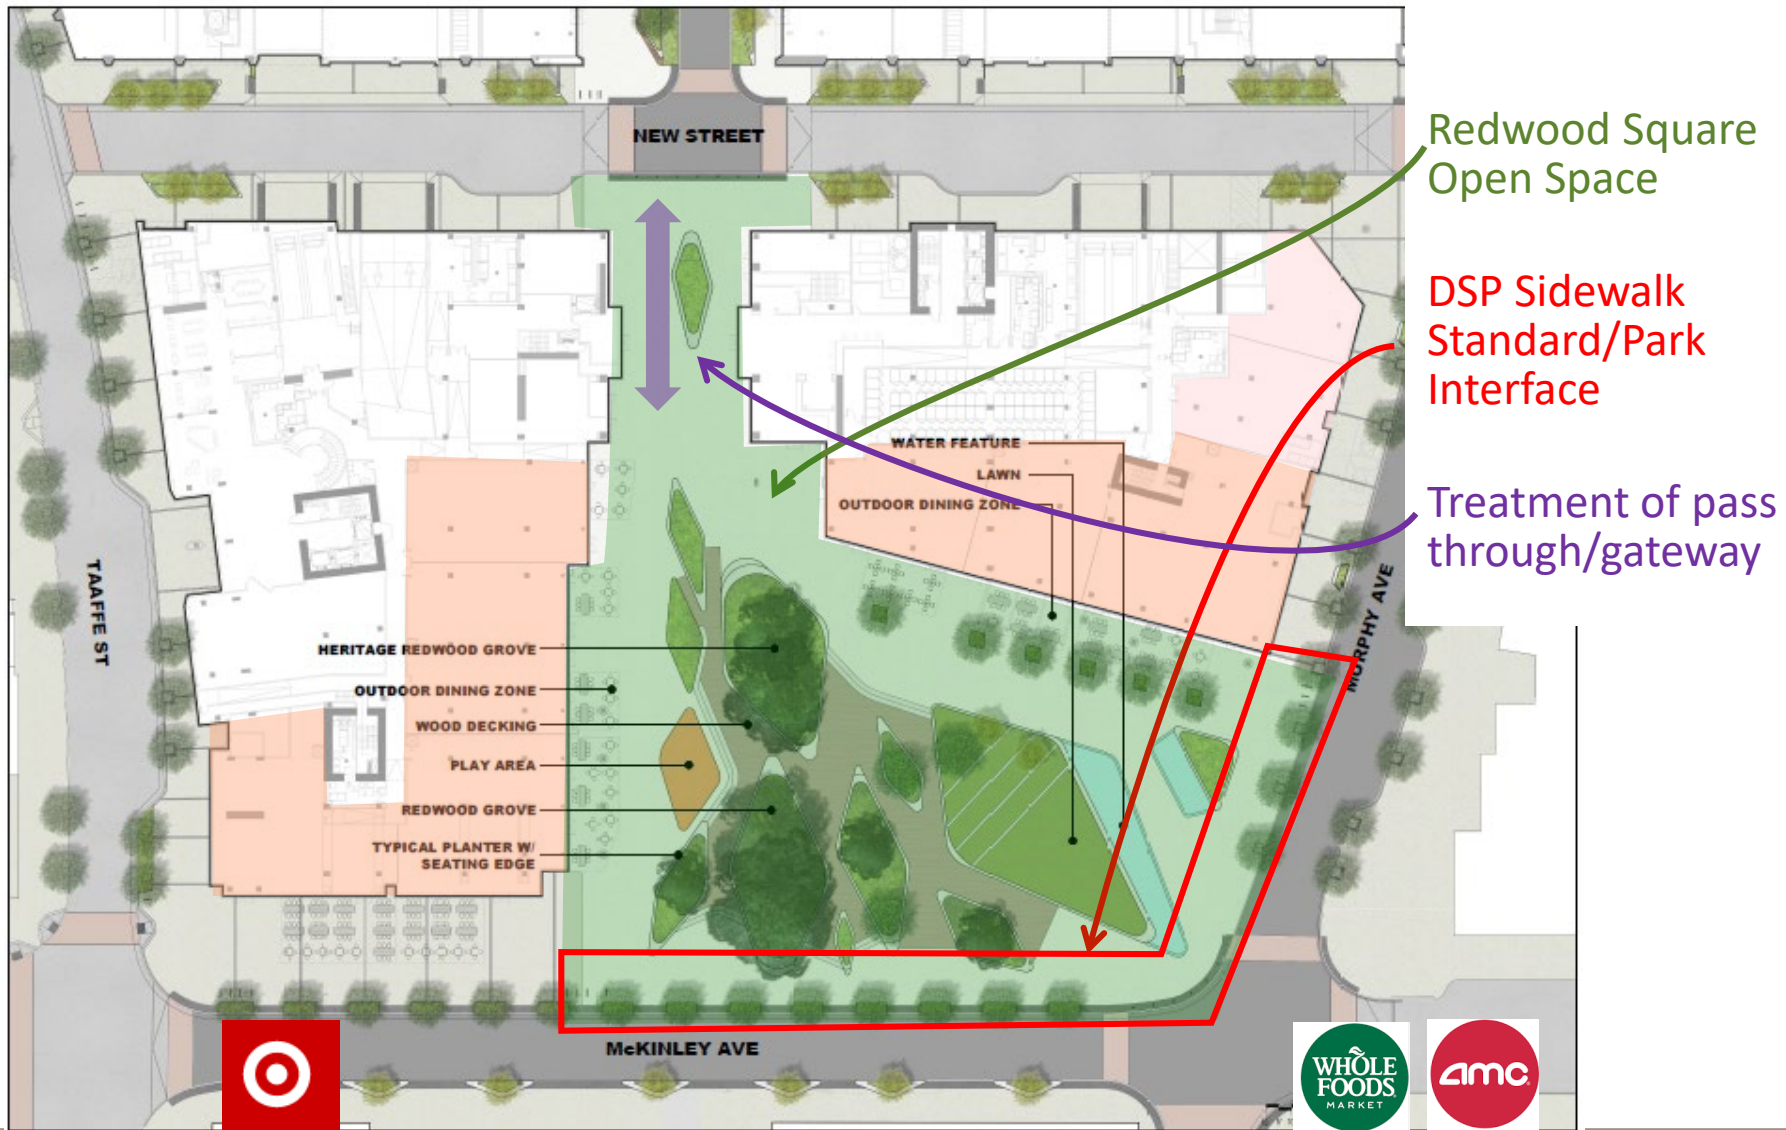 NEW STREET
Redwood Square
Open Space
DSP Sidewalk
Standard/Park
Interface
Treatment of pass
through/gateway
WATER FEATURE
LAWN
OUTDOOR DINING ZONE
TAAFFE ST
MURPHY AVE
HERITAGE REDWOOD GROVE
OUTDOOR DINING ZONE
WOOD DECKING
PLAY AREA
REDWOOD GROVE
TYPICAL PLANTER W/
SEATING EDGE
McKINLEY AVE
WHOLE
FOODS
MARKET
amc